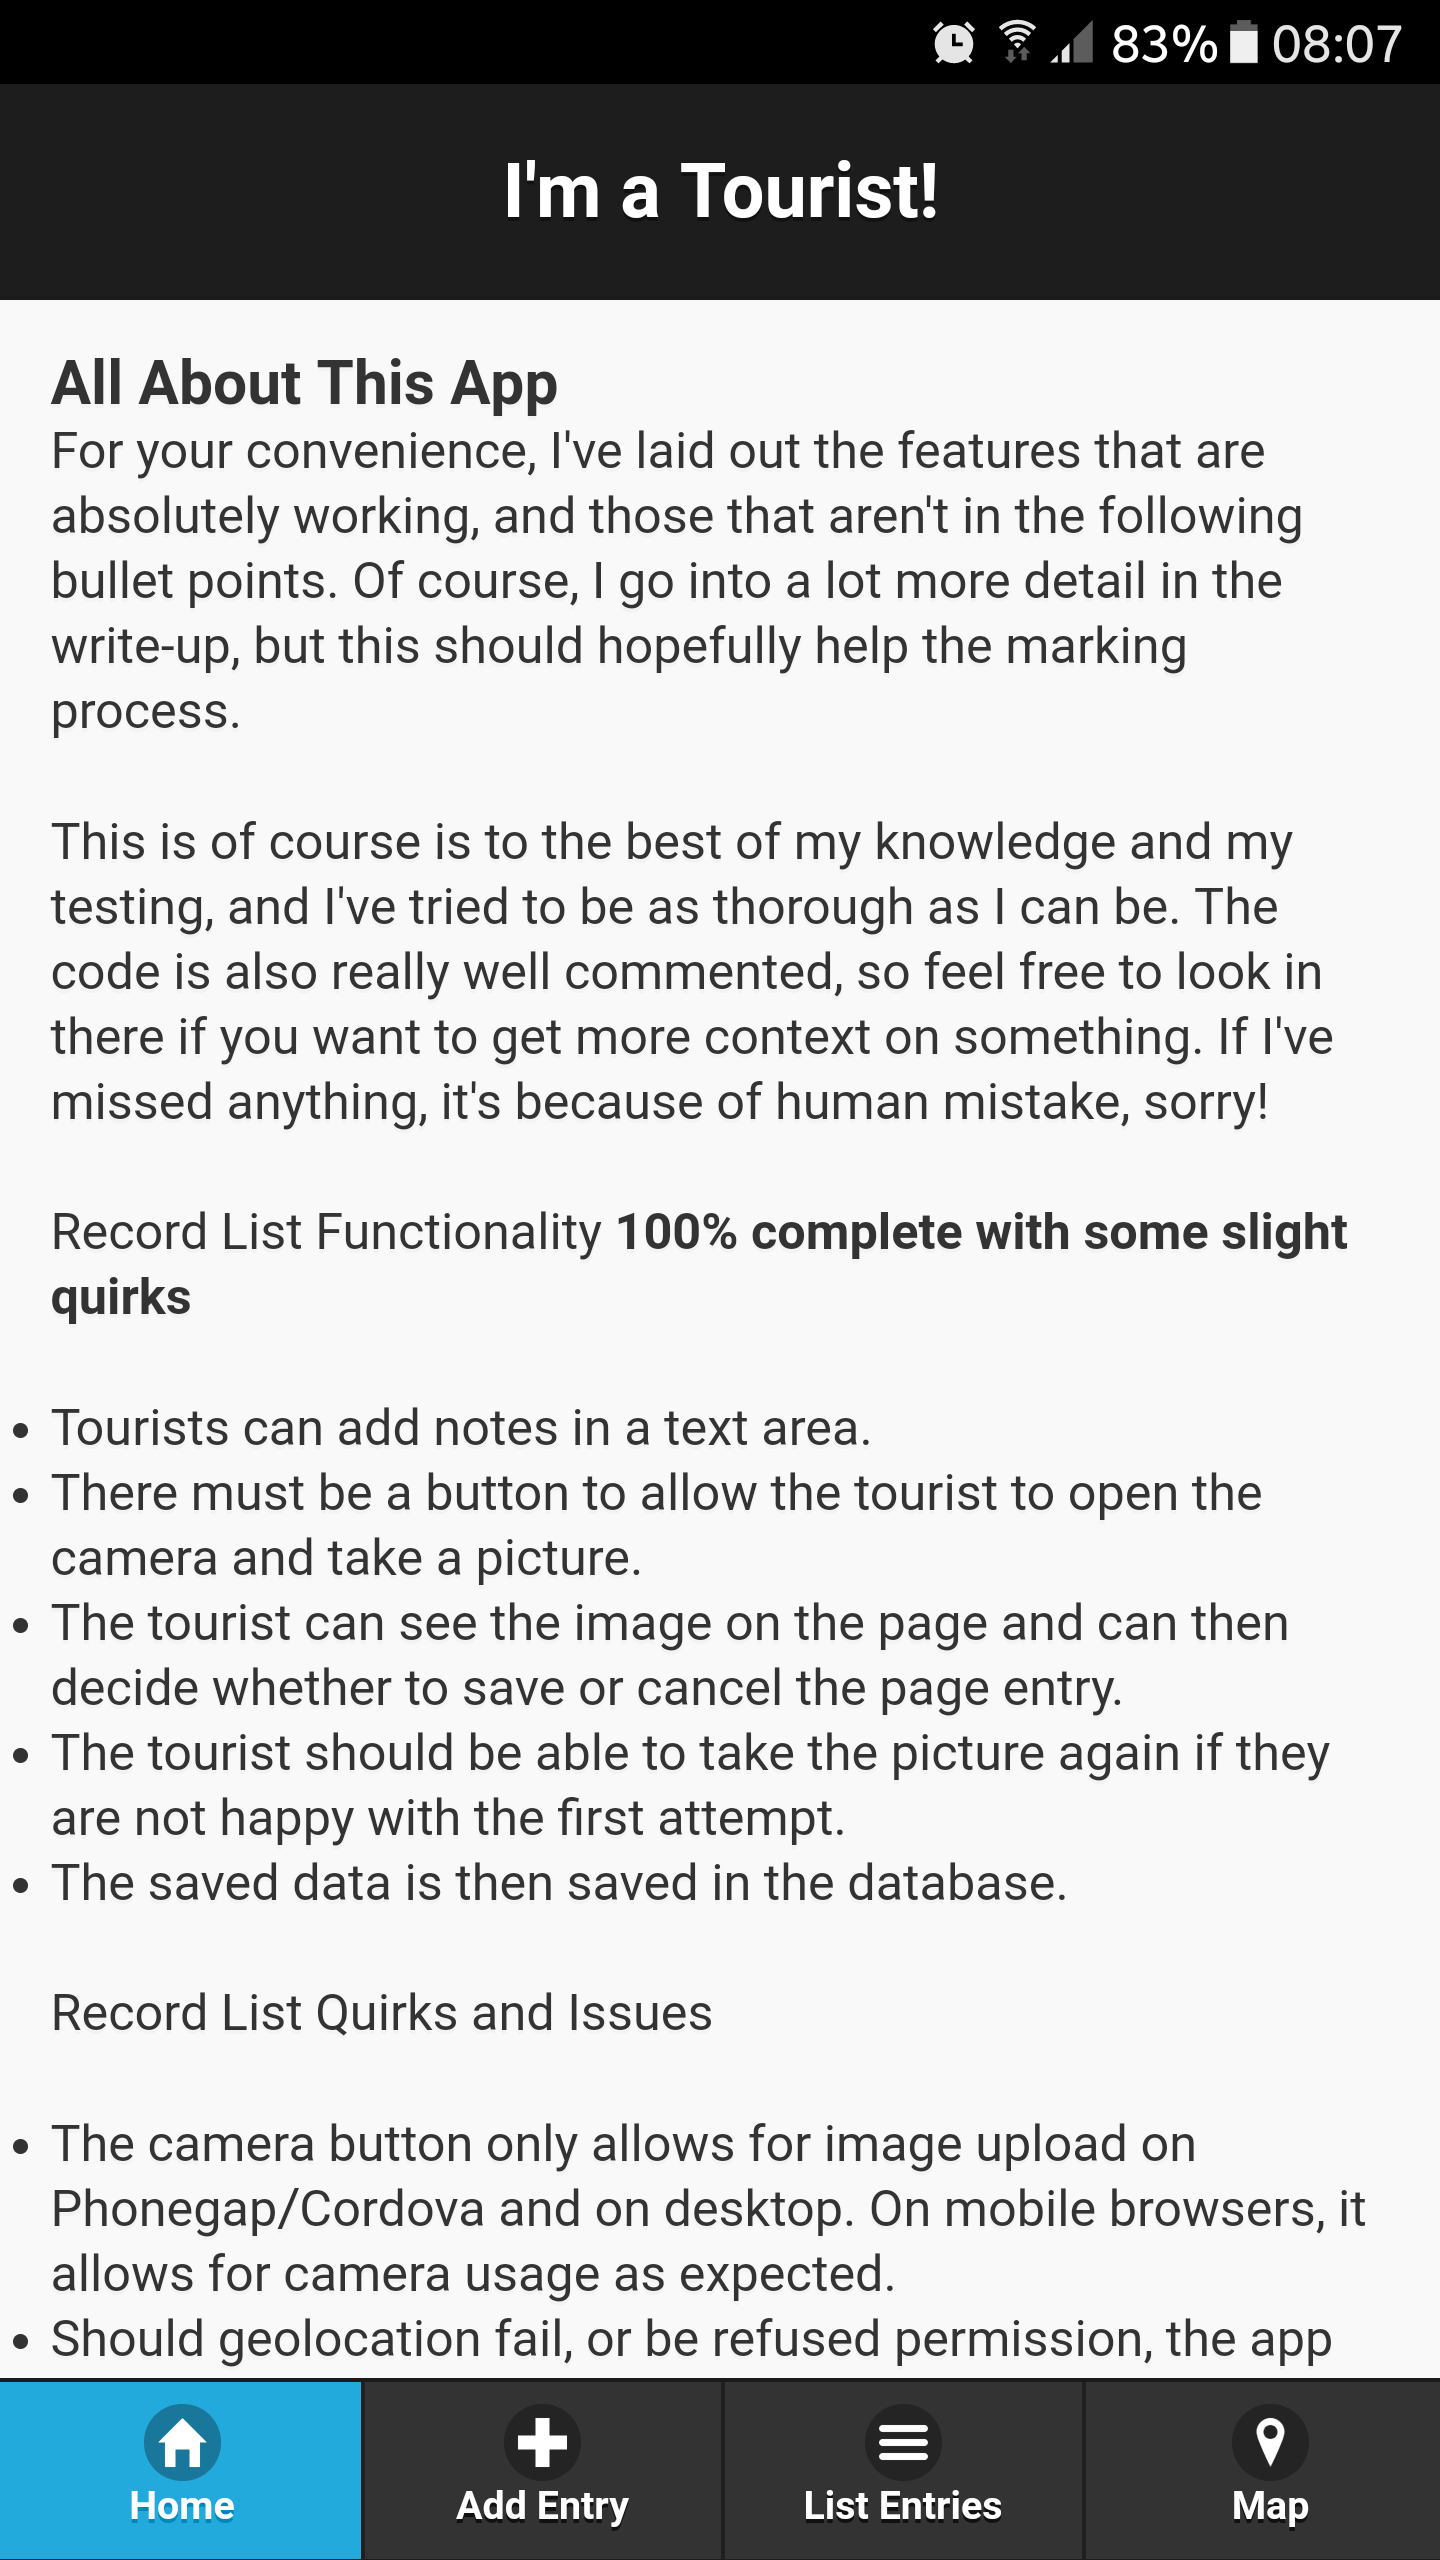 83% 08:07
I'm a Tourist!
All About This App
For your convenience, I've laid out the features that are
absolutely working, and those that aren't in the following
bullet points. Of course, I go into a lot more detail in the
write-up, but this should hopefully help the marking
process.
This is of course is to the best of my knowledge and my
testing, and I've tried to be as thorough as I can be. The
code is also really well commented, so feel free to look in
there if you want to get more context on something. If I've
missed anything, it's because of human mistake, sorry!
Record List Functionality 100% complete with some slight
quirks
• Tourists can add notes in a text area.
• There must be a button to allow the tourist to open the
camera and take a picture.
• The tourist can see the image on the page and can then
decide whether to save or cancel the page entry.
• The tourist should be able to take the picture again if they
are not happy with the first attempt.
• The saved data is then saved in the database.
Record List Quirks and Issues
• The camera button only allows for image upload on
Phonegap/Cordova and on desktop. On mobile browsers, it
allows for camera usage as expected.
• Should geolocation fail, or be refused permission, the app
Home Add Entry List Entries Map